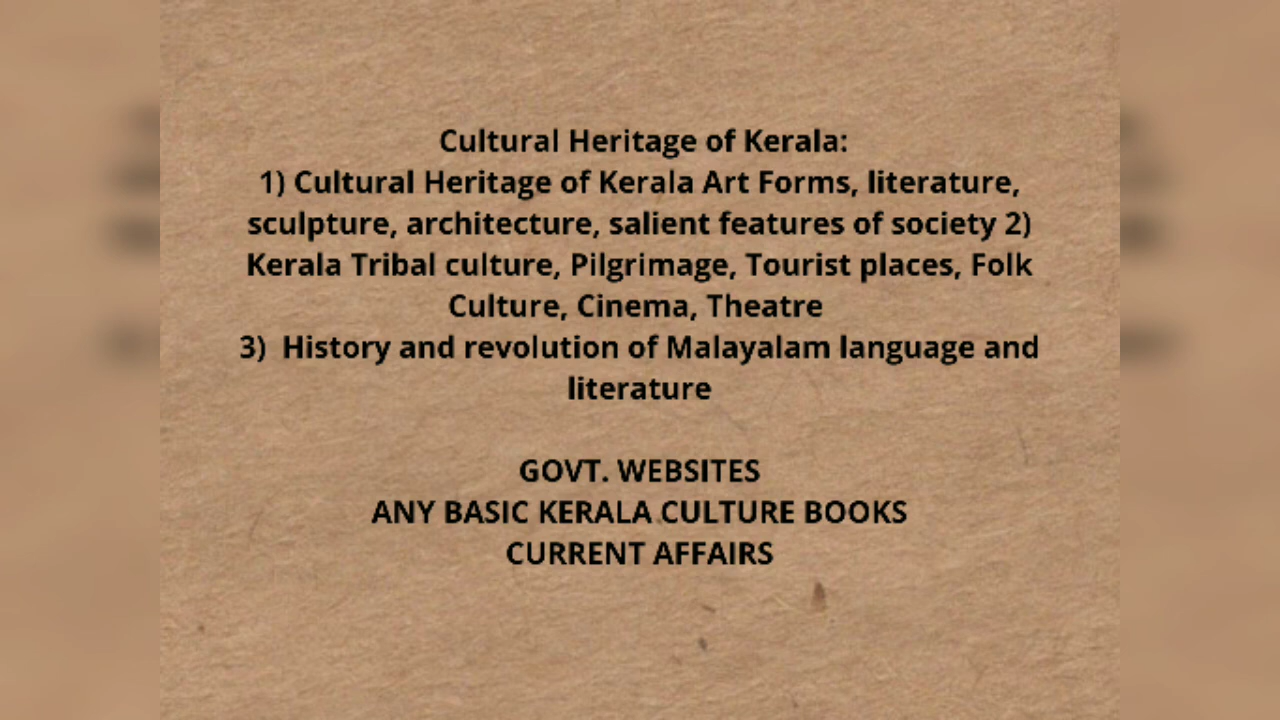 Cultural Heritage of Kerala:
1) Cultural Heritage of Kerala Art Forms, literature,
sculpture, architecture, salient features of society 2)
Kerala Tribal culture, Pilgrimage, Tourist places, Folk
Culture, Cinema, Theatre
3) History and revolution of Malayalam language and
literature
GOVT. WEBSITES
ANY BASIC KERALA CULTURE BOOKS
CURRENT AFFAIRS